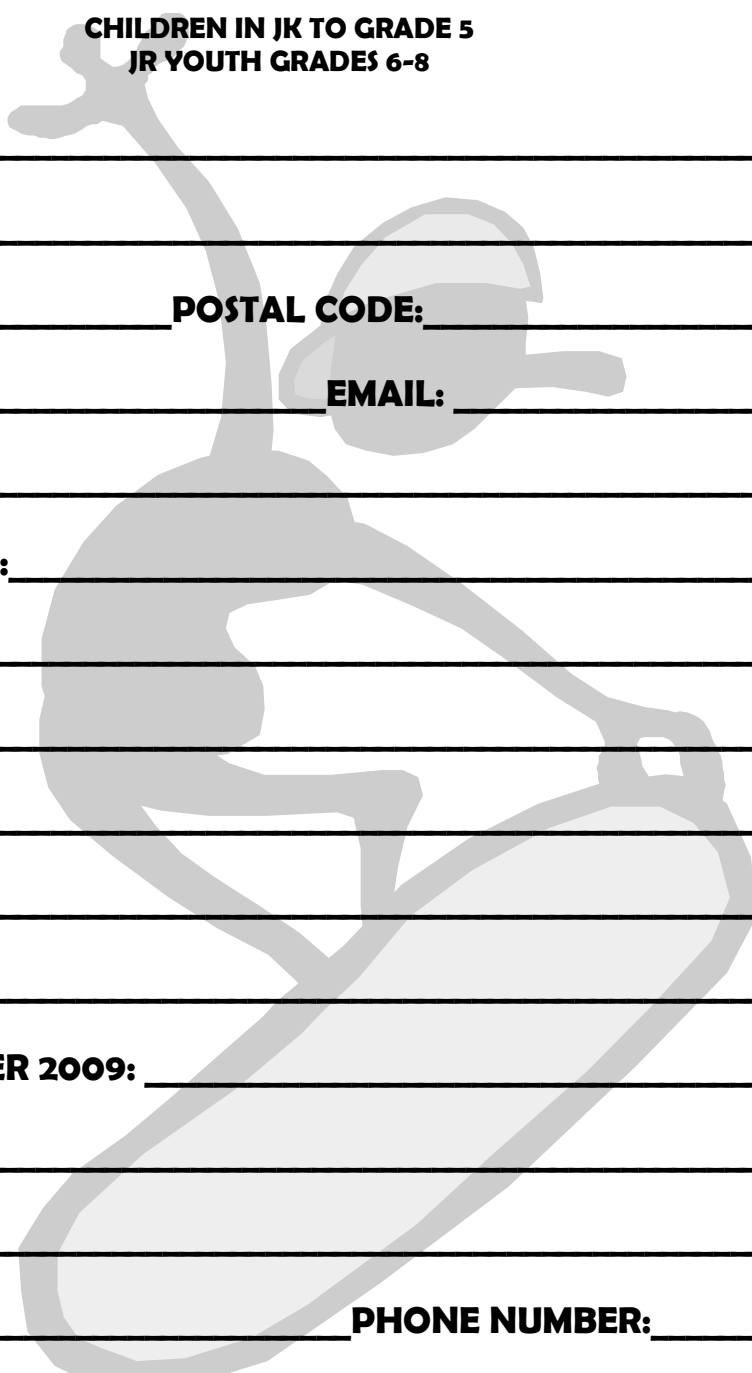 CHILDREN IN JK TO GRADE 5
JR YOUTH GRADES 6-8
POSTAL CODE:
EMAIL:
:
ER 2009:
PHONE NUMBER: